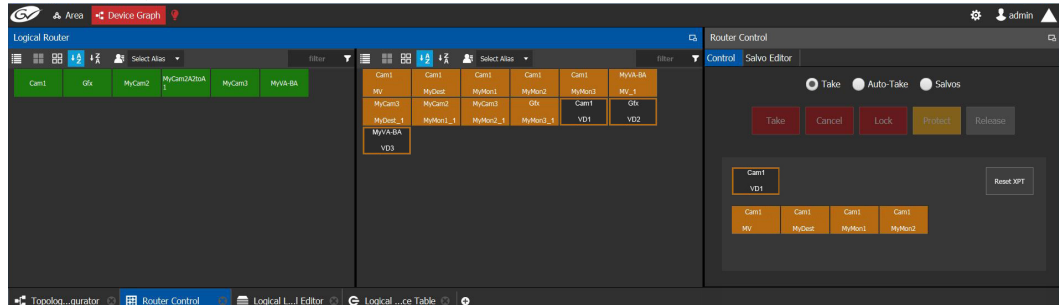 GV Area Device Graph admin
Logical Router Router Control
Select Alias filter Select Alias filter Control Salvo Editor
Cam1 Gfx MyCam2 MyCam2A2toA1 MyCam3 MyVA-BA
Cam1 Cam1 Cam1 Cam1 Cam1 MyVA-BA
MV MyDest MyMon1 MyMon2 MyMon3 MV_1
MyCam3 MyCam2 MyCam3 Gfx Cam1 Gfx
MyDest_1 MyMon1_1 MyMon2_1 MyMon3_1 VD1 VD2
MyVA-BA
VD3
Take Auto-Take Salvos
Take Cancel Lock Protect Release
Cam1
VD1
Reset XPT
Cam1 Cam1 Cam1 Cam1
MV MyDest MyMon1 MyMon2
Topolog...gurator Router Control Logical L...l Editor Logical ...ce Table